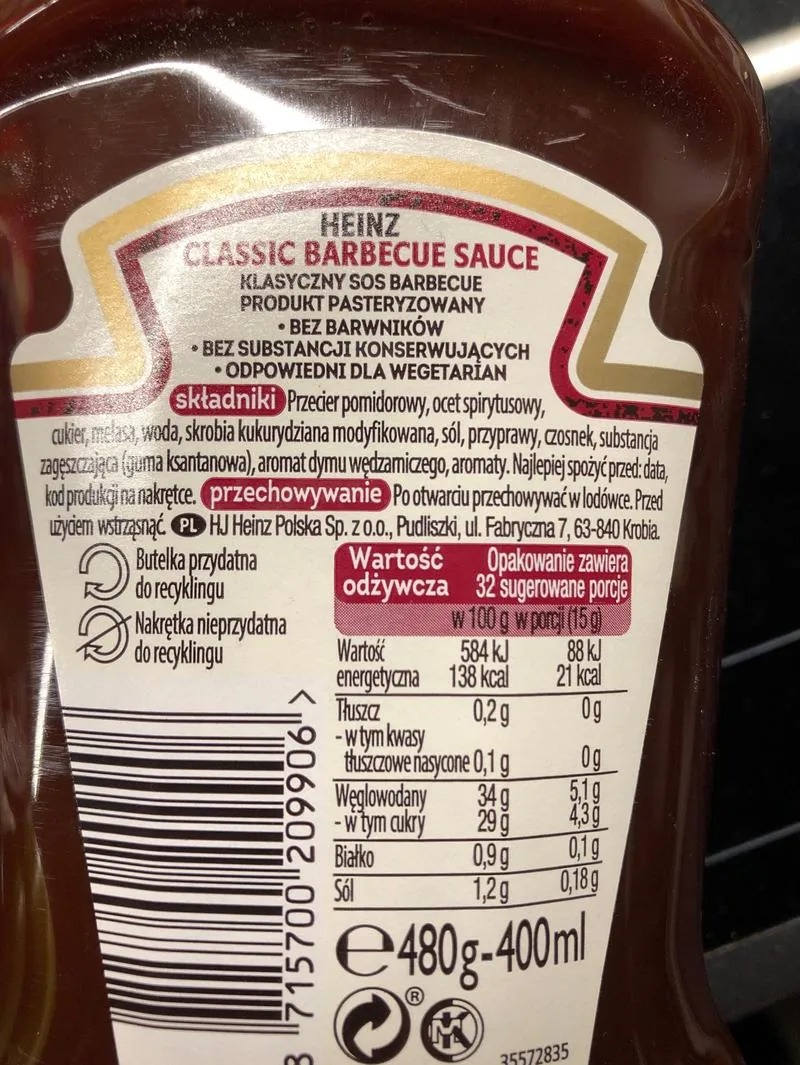 HEINZ
CLASSIC BARBECUE SAUCE
KLASYCZNY SOS BARBECUE
PRODUKT PASTERYZOWANY
• BEZ BARWNIKÓW
• BEZ SUBSTANCJI KONSERWUJĄCYCH
• ODPOWIEDNI DLA WEGETARIAN
składniki Przecier pomidorowy, ocet spirytusowy,
cukier, melasa, woda, skrobia kukurydziana modyfikowana, sól, przyprawy, czosnek, substancja
zagęszczająca (guma ksantanowa), aromat dymu wędzarniczego, aromaty. Najlepiej spożyć przed: data,
kod produkcji na nakrętce. przechowywanie Po otwarciu przechowywać w lodówce. Przed
użyciem wstrząsnąć. PL HJ Heinz Polska Sp. z o.o., Pudliszki, ul. Fabryczna 7, 63-840 Krobia.
Butelka przydatna
do recyklingu
Nakrętka nieprzydatna
do recyklingu
Wartość odżywcza Opakowanie zawiera 32 sugerowane porcje
w 100 g w porcji (15 g)
Wartość 584 kJ 88 kJ
energetyczna 138 kcal 21 kcal
Tłuszcz 0,2 g 0 g
- w tym kwasy
tłuszczowe nasycone 0,1 g 0 g
Węglowodany 34 g 5,1 g
- w tym cukry 29 g 4,3 g
Białko 0,9 g 0,1 g
Sól 1,2 g 0,18 g
e 480 g - 400 ml
®
K
8 715700 209906 >
35572835